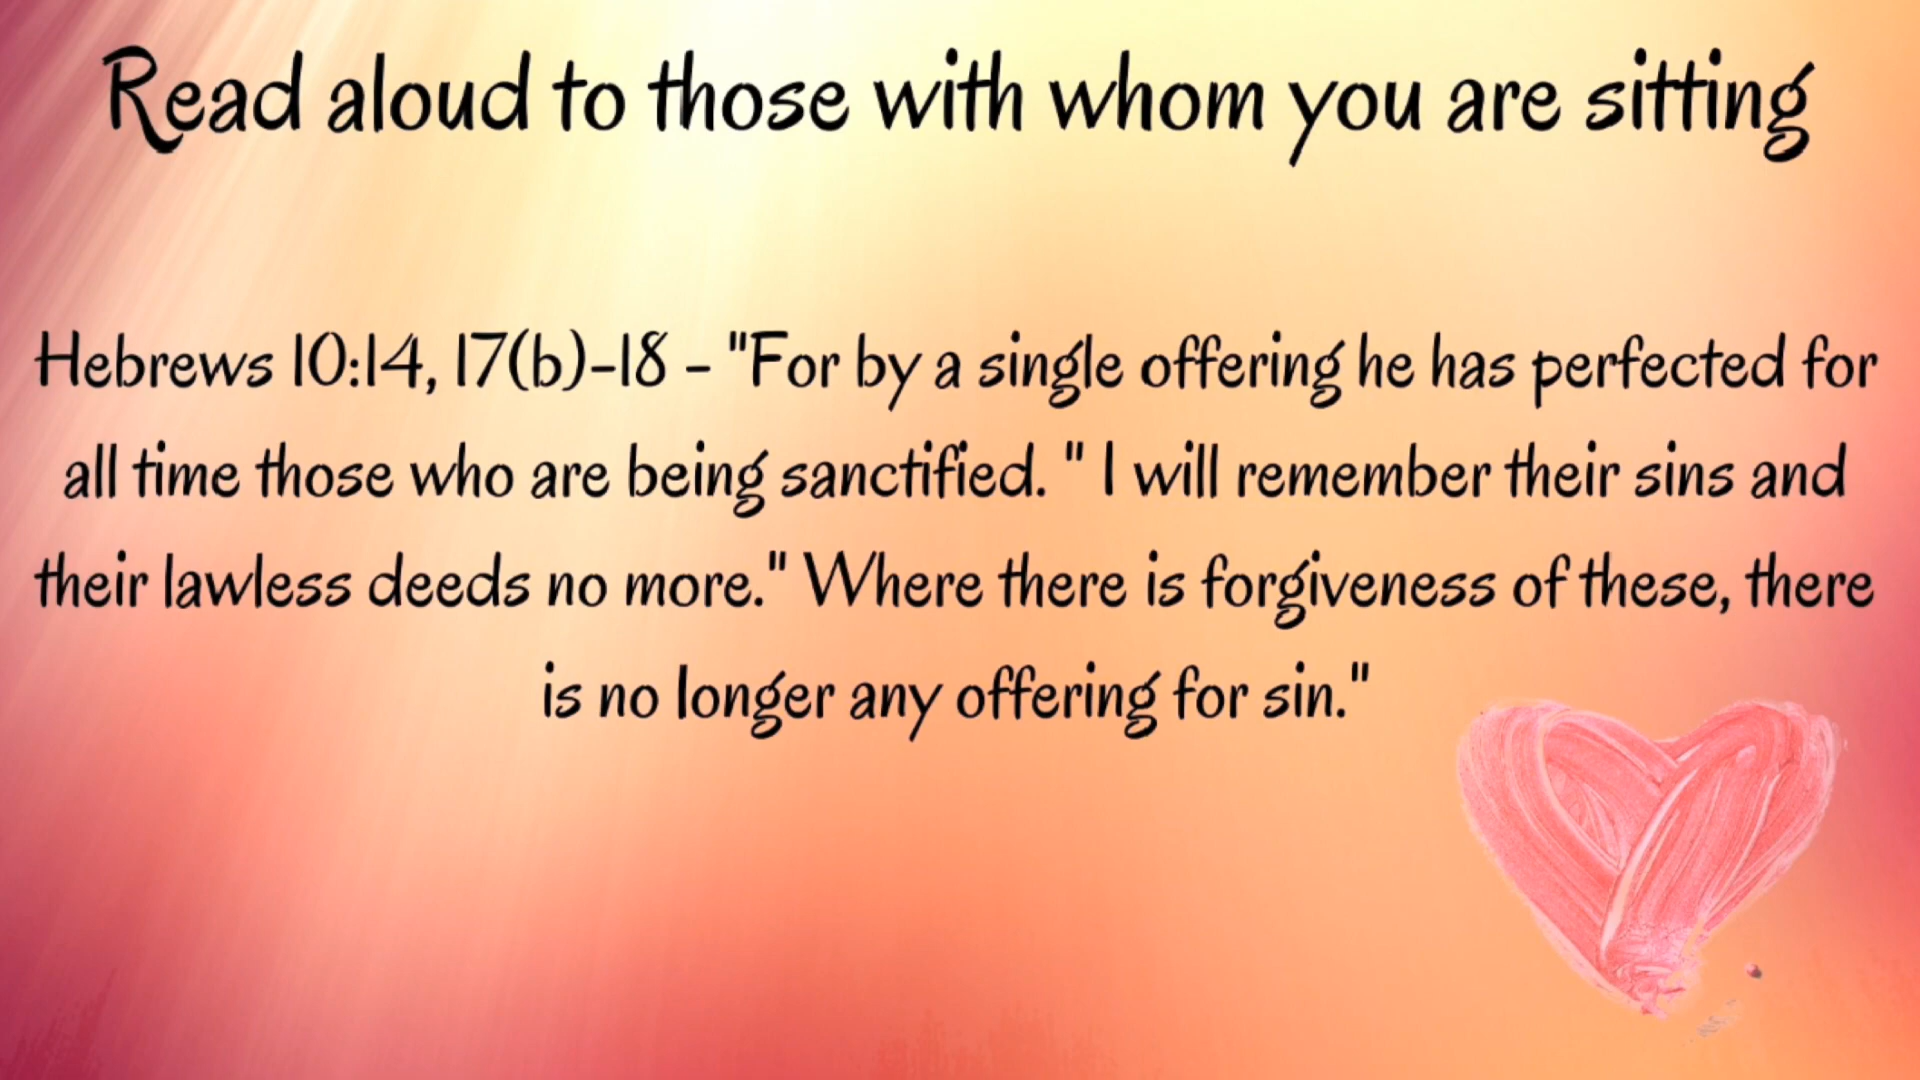 Read aloud to those with whom you are sitting
Hebrews 10:14, 17(b)-18 - "For by a single offering he has perfected for
all time those who are being sanctified. " I will remember their sins and
their lawless deeds no more." Where there is forgiveness of these, there
is no longer any offering for sin."